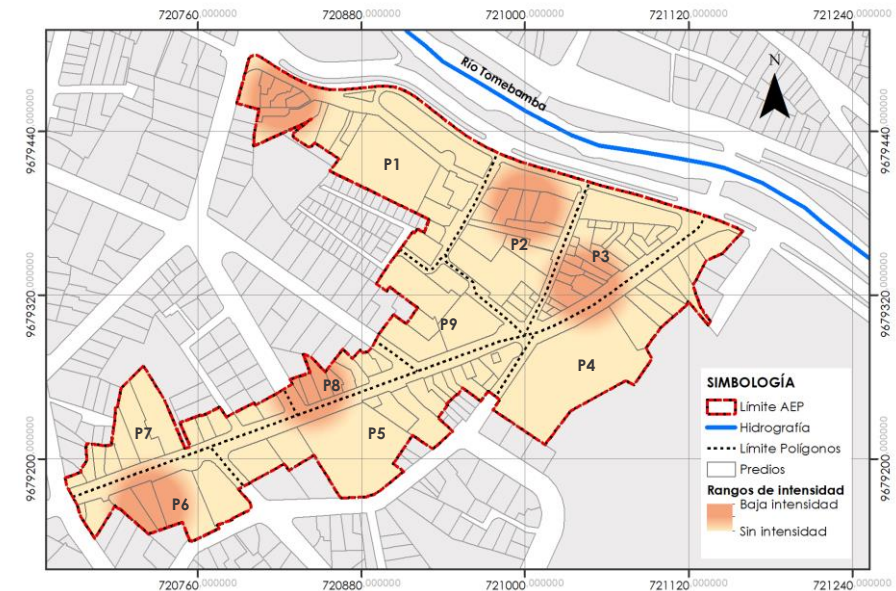 720760.000000 720880.000000 721000.000000 721120.000000 721240.000000
9679440.000000
9679320.000000
9679200.000000
Río Tomebamba
N
P1
P2
P3
P9
P4
P8
P7
P5
P6
SIMBOLOGÍA
Límite AEP
Hidrografía
Límite Polígonos
Predios
Rangos de intensidad
Baja intensidad
Sin intensidad
9679440.000000
9679320.000000
9679200.000000
720760.000000 720880.000000 721000.000000 721120.000000 721240.000000